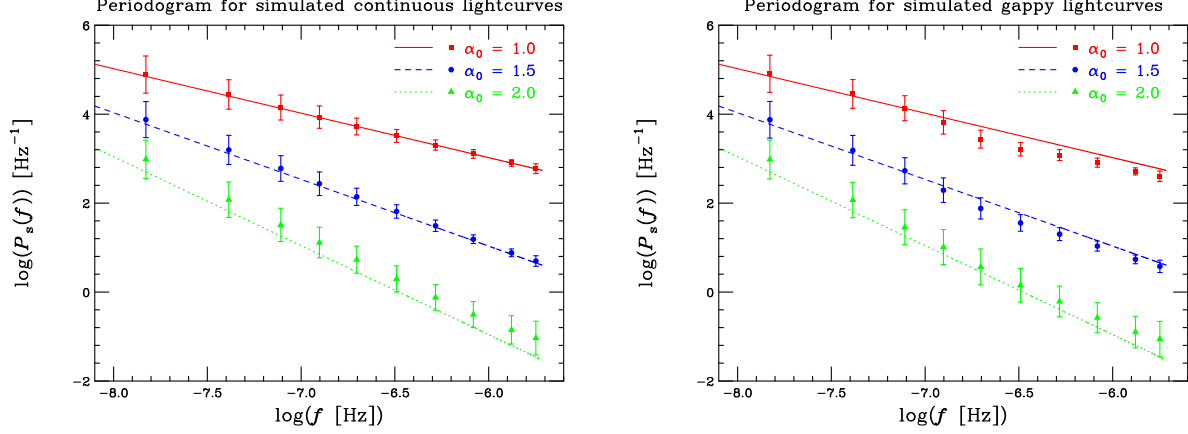 Periodogram for simulated continuous lightcurves
6
4
2
0
−2
log(P_s(f)) [Hz⁻¹]
α₀ = 1.0
α₀ = 1.5
α₀ = 2.0
−8.0 −7.5 −7.0 −6.5 −6.0
log(f [Hz])
Periodogram for simulated gappy lightcurves
6
4
2
0
−2
log(P_s(f)) [Hz⁻¹]
α₀ = 1.0
α₀ = 1.5
α₀ = 2.0
−8.0 −7.5 −7.0 −6.5 −6.0
log(f [Hz])